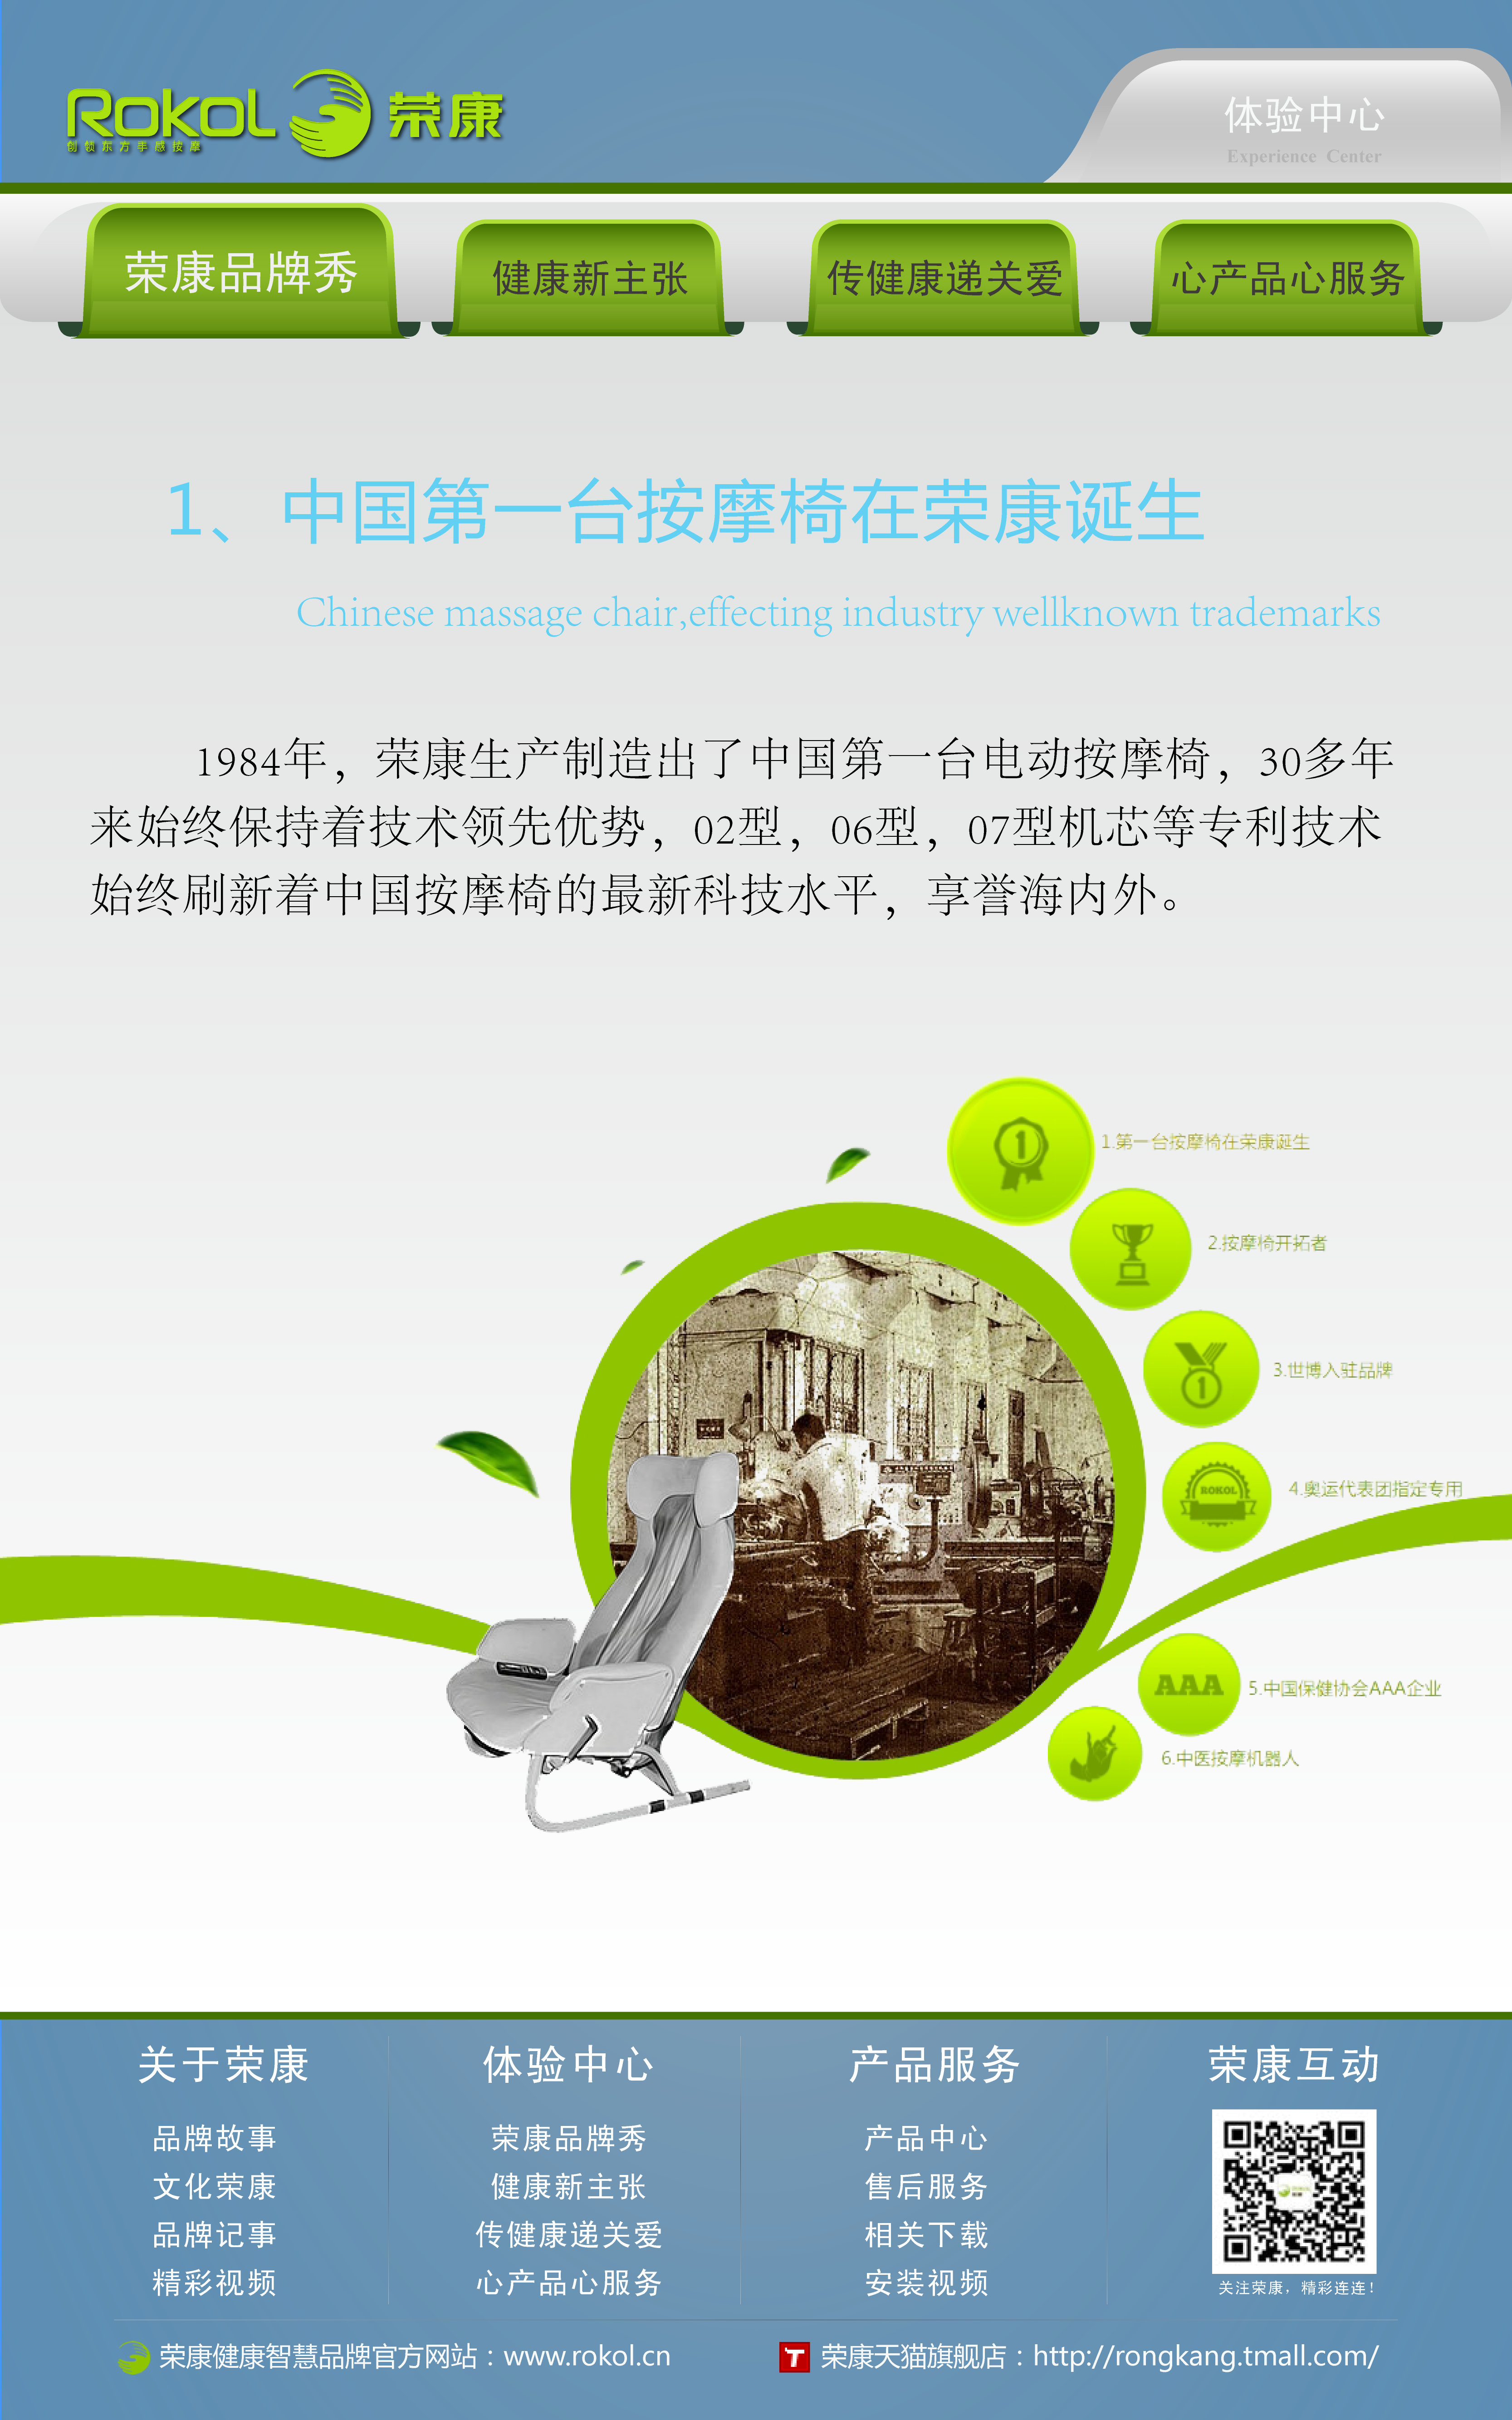 ROKOL 荣康
创领东方手感按摩
体验中心
Experience Center
荣康品牌秀
健康新主张
传健康递关爱
心产品心服务
1、中国第一台按摩椅在荣康诞生
Chinese massage chair,effecting industry wellknown trademarks
1984年，荣康生产制造出了中国第一台电动按摩椅，30多年
来始终保持着技术领先优势，02型，06型，07型机芯等专利技术
始终刷新着中国按摩椅的最新科技水平，享誉海内外。
1
1.第一台按摩椅在荣康诞生
2.按摩椅开拓者
1
3.世博入驻品牌
ROKOL
4.奥运代表团指定专用
AAA
5.中国保健协会AAA企业
6.中医按摩机器人
关于荣康
品牌故事
文化荣康
品牌记事
精彩视频
体验中心
荣康品牌秀
健康新主张
传健康递关爱
心产品心服务
产品服务
产品中心
售后服务
相关下载
安装视频
荣康互动
ROKOL
关注荣康，精彩连连！
荣康健康智慧品牌官方网站：www.rokol.cn
T 荣康天猫旗舰店：http://rongkang.tmall.com/